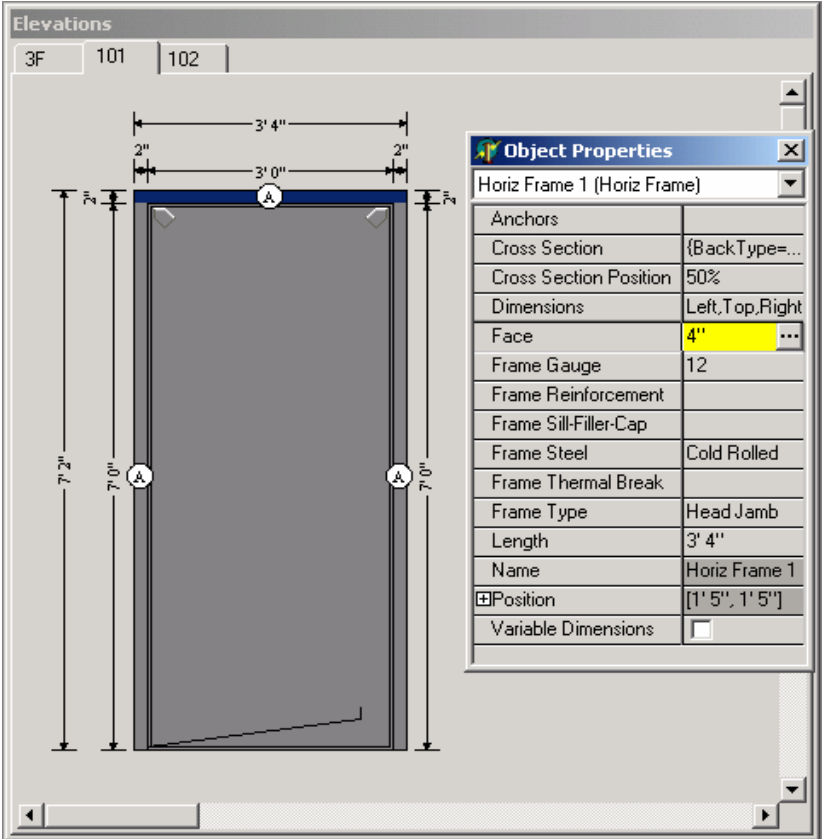 Elevations
3F 101 102
3' 4"
2" 2"
3' 0"
2" A 2"
7' 2" 7' 0" A A 7' 0"
Object Properties
Horiz Frame 1 (Horiz Frame)
Anchors
Cross Section {BackType=...
Cross Section Position 50%
Dimensions Left,Top,Right
Face 4" ...
Frame Gauge 12
Frame Reinforcement
Frame Sill-Filler-Cap
Frame Steel Cold Rolled
Frame Thermal Break
Frame Type Head Jamb
Length 3' 4"
Name Horiz Frame 1
Position [1' 5", 1' 5"]
Variable Dimensions